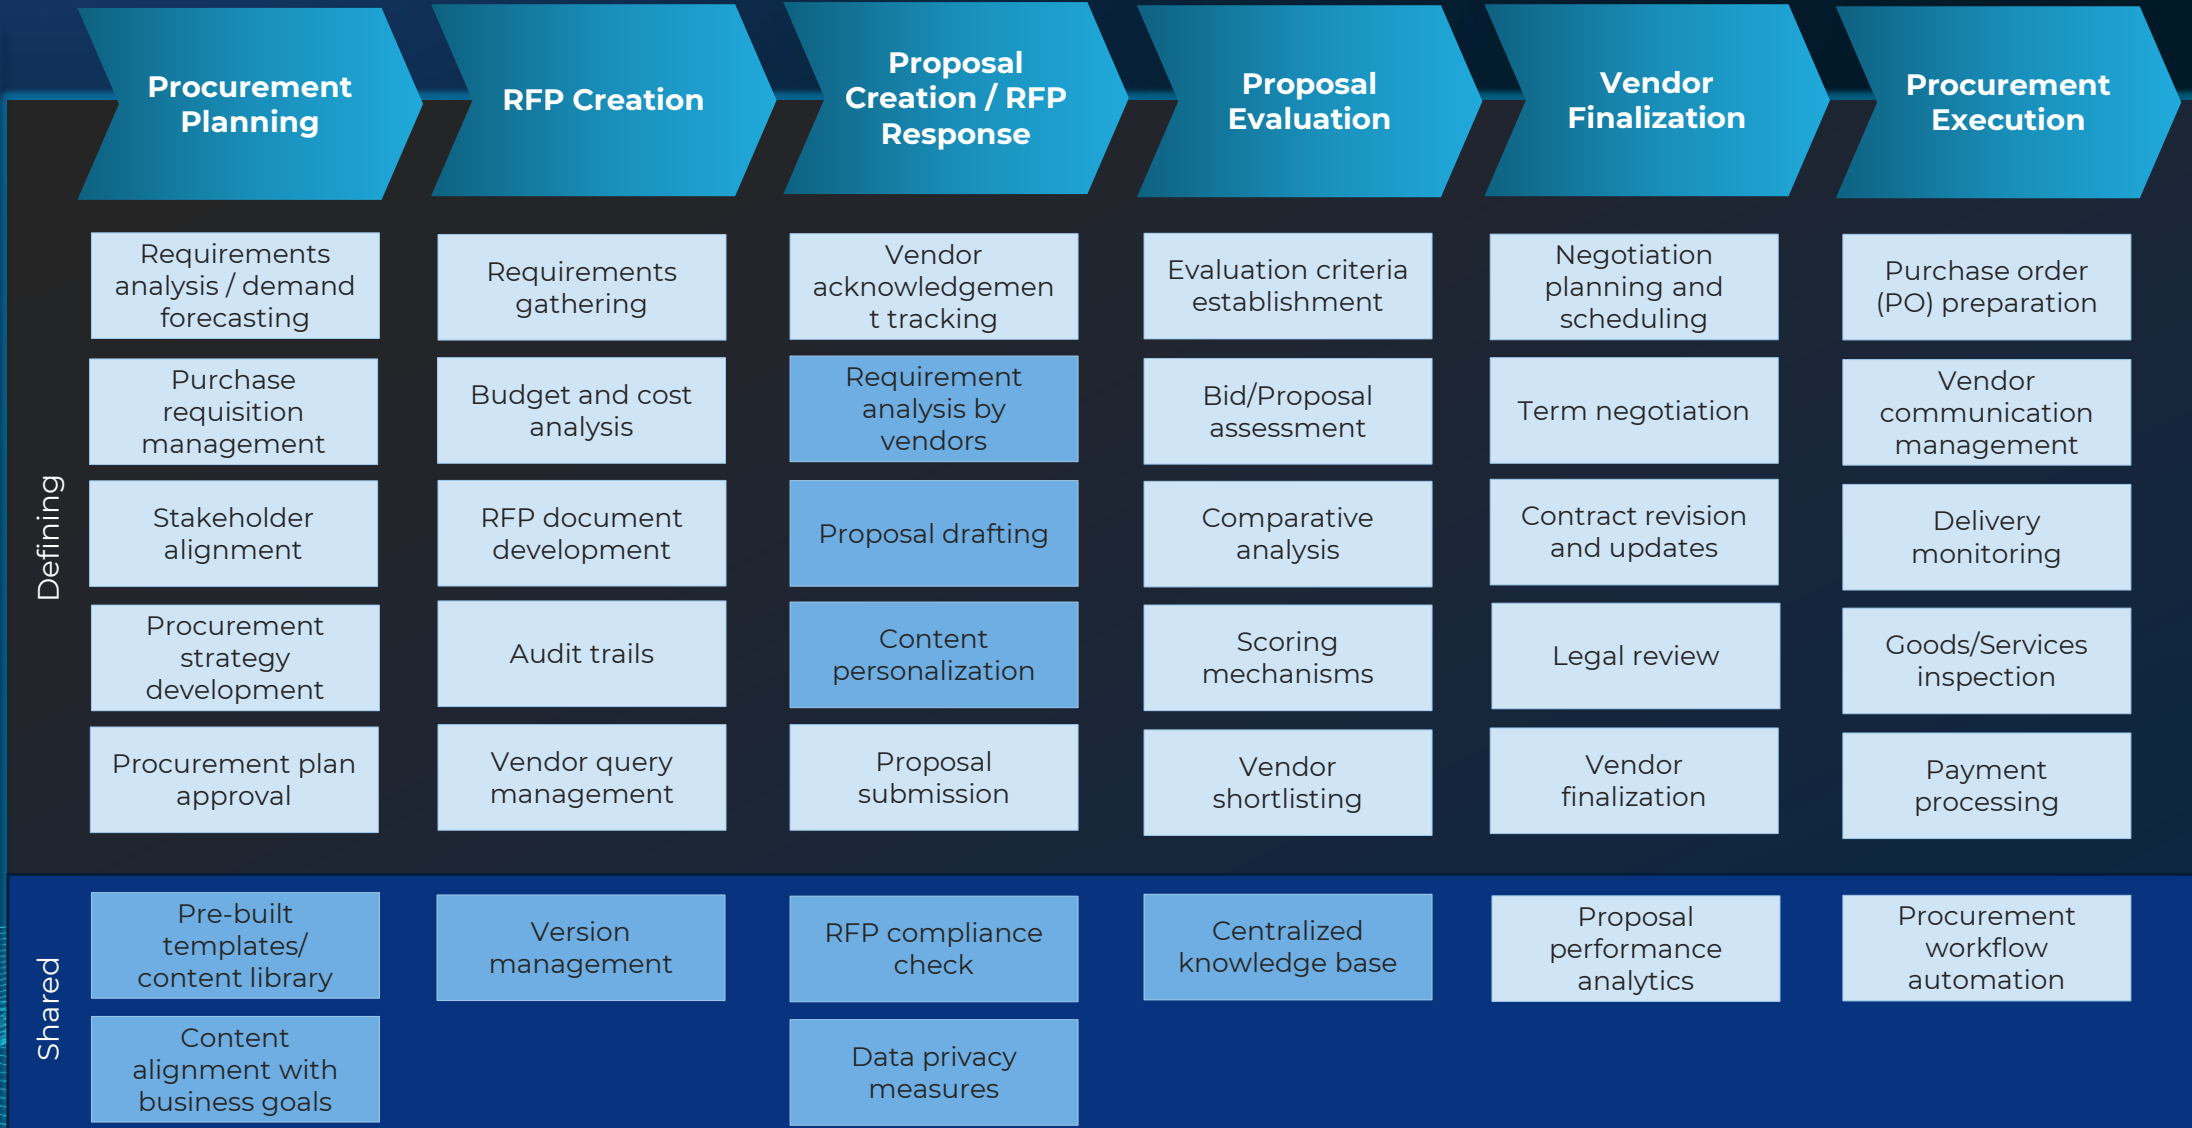 Procurement
Planning
RFP Creation
Proposal
Creation / RFP
Response
Proposal
Evaluation
Vendor
Finalization
Procurement
Execution
Defining
Requirements
analysis / demand
forecasting
Requirements
gathering
Vendor
acknowledgemen
t tracking
Evaluation criteria
establishment
Negotiation
planning and
scheduling
Purchase order
(PO) preparation
Purchase
requisition
management
Budget and cost
analysis
Requirement
analysis by
vendors
Bid/Proposal
assessment
Term negotiation
Vendor
communication
management
Stakeholder
alignment
RFP document
development
Proposal drafting
Comparative
analysis
Contract revision
and updates
Delivery
monitoring
Procurement
strategy
development
Audit trails
Content
personalization
Scoring
mechanisms
Legal review
Goods/Services
inspection
Procurement plan
approval
Vendor query
management
Proposal
submission
Vendor
shortlisting
Vendor
finalization
Payment
processing
Shared
Pre-built
templates/
content library
Version
management
RFP compliance
check
Centralized
knowledge base
Proposal
performance
analytics
Procurement
workflow
automation
Content
alignment with
business goals
Data privacy
measures